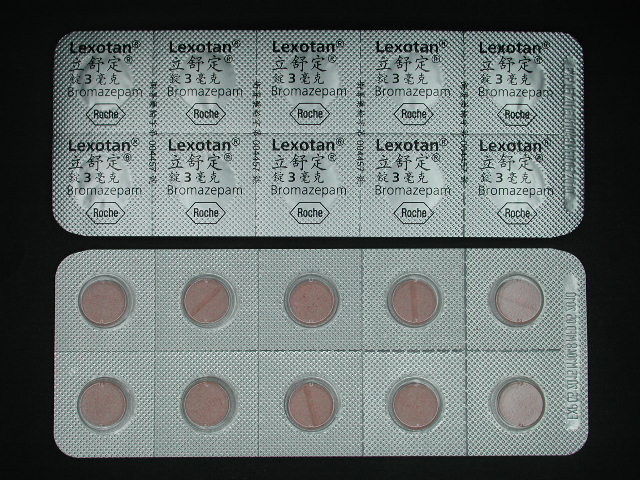 Lexotan® Lexotan® Lexotan® Lexotan® Lexotan®
立舒定® 立舒定® 立舒定® 立舒定® 立舒定®
錠 3 毫克 錠 3 毫克 錠 3 毫克 錠 3 毫克 錠 3 毫克
Bromazepam Bromazepam Bromazepam Bromazepam Bromazepam
Roche Roche Roche Roche Roche
Lexotan® Lexotan® Lexotan® Lexotan® Lexotan®
立舒定® 立舒定® 立舒定® 立舒定® 立舒定®
錠 3 毫克 錠 3 毫克 錠 3 毫克 錠 3 毫克 錠 3 毫克
Bromazepam Bromazepam Bromazepam Bromazepam Bromazepam
Roche Roche Roche Roche Roche